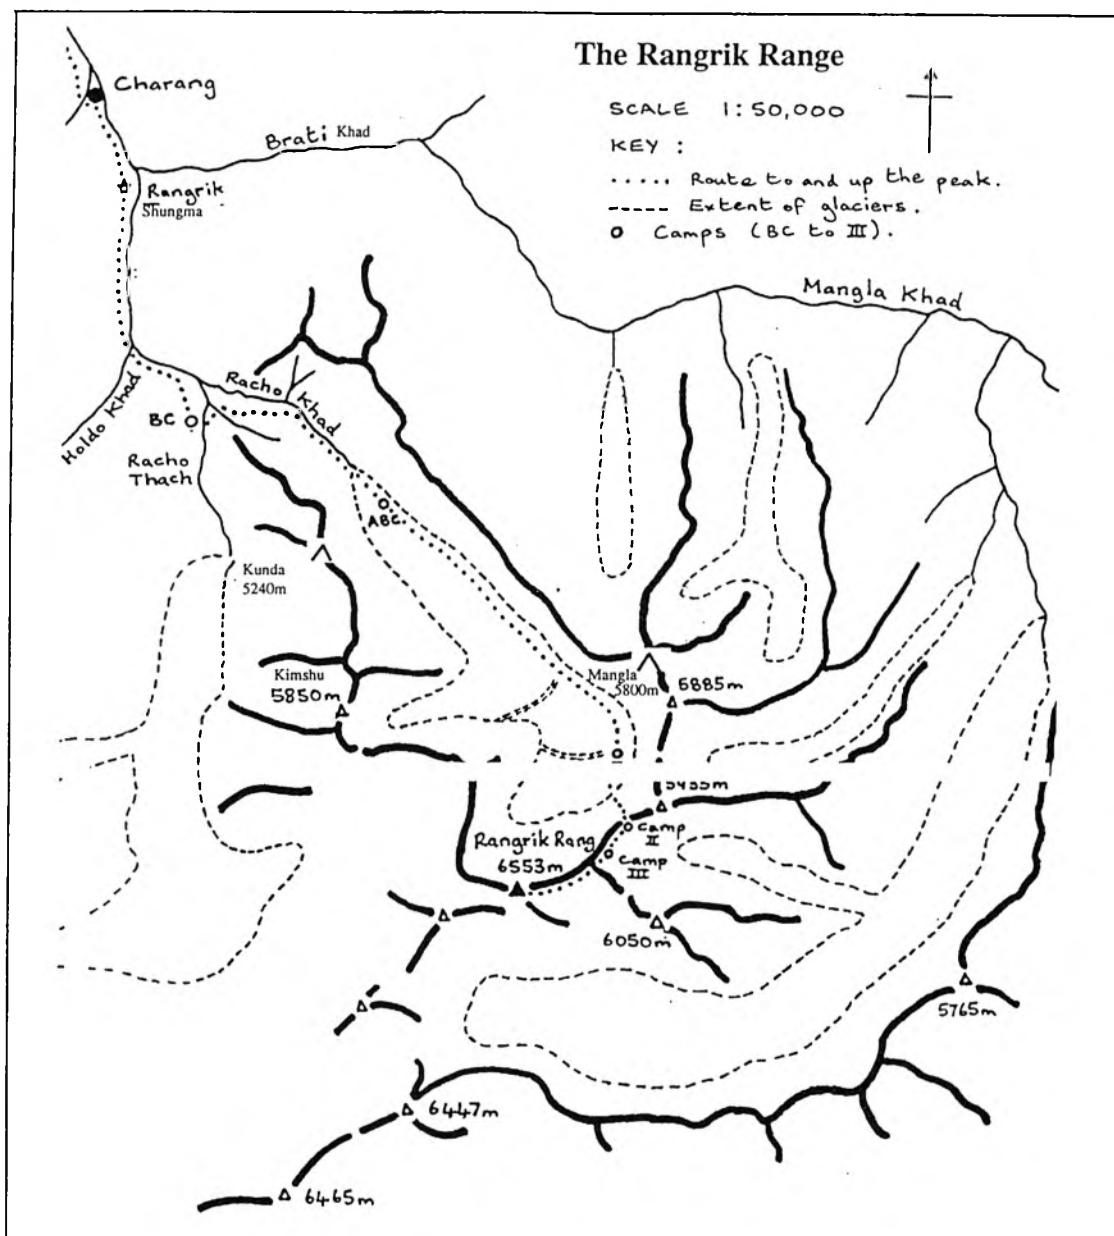 The Rangrik Range
SCALE 1:50,000
KEY :
..... Route to and up the peak.
------ Extent of glaciers.
o Camps (BC to III).
Charang
Brati Khad
Rangrik
Shungma
Mangla Khad
Racho
Khad
Holdo Khad
BC
Racho
Thach
ABC.
Kunda
5240m
Kimshu
5850m
Mangla
5800m
5885m
Rangrik Rang
6553m
Camp
II
Camp
III
6050m
5765m
6447m
6465m